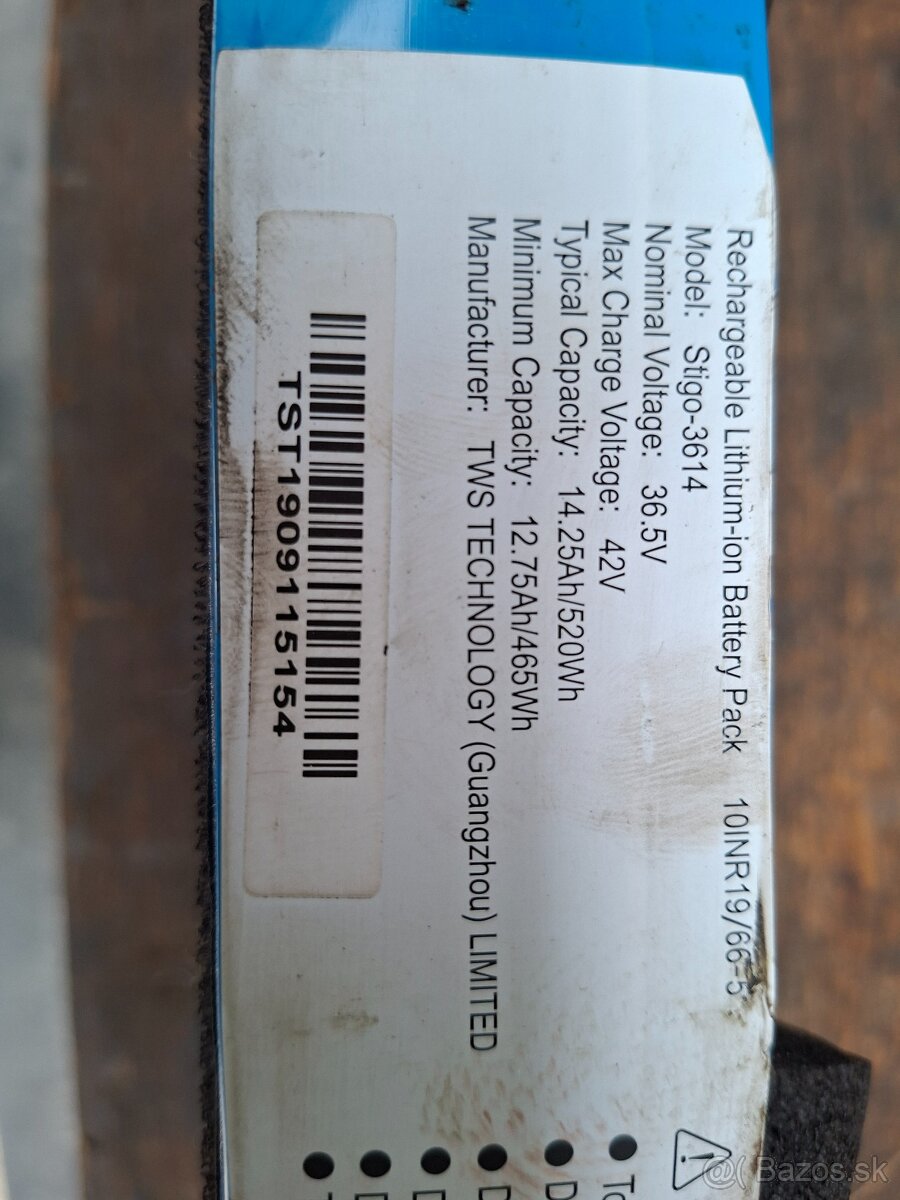 Rechargeable Lithium-ion Battery Pack 10INR19/66-5
Model: Stigo-3614
Nominal Voltage: 36.5V
Max Charge Voltage: 42V
Typical Capacity: 14.25Ah/520Wh
Minimum Capacity: 12.75Ah/465Wh
Manufacturer: TWS TECHNOLOGY (Guangzhou) LIMITED
TST1909115154
@( Bazos.sk